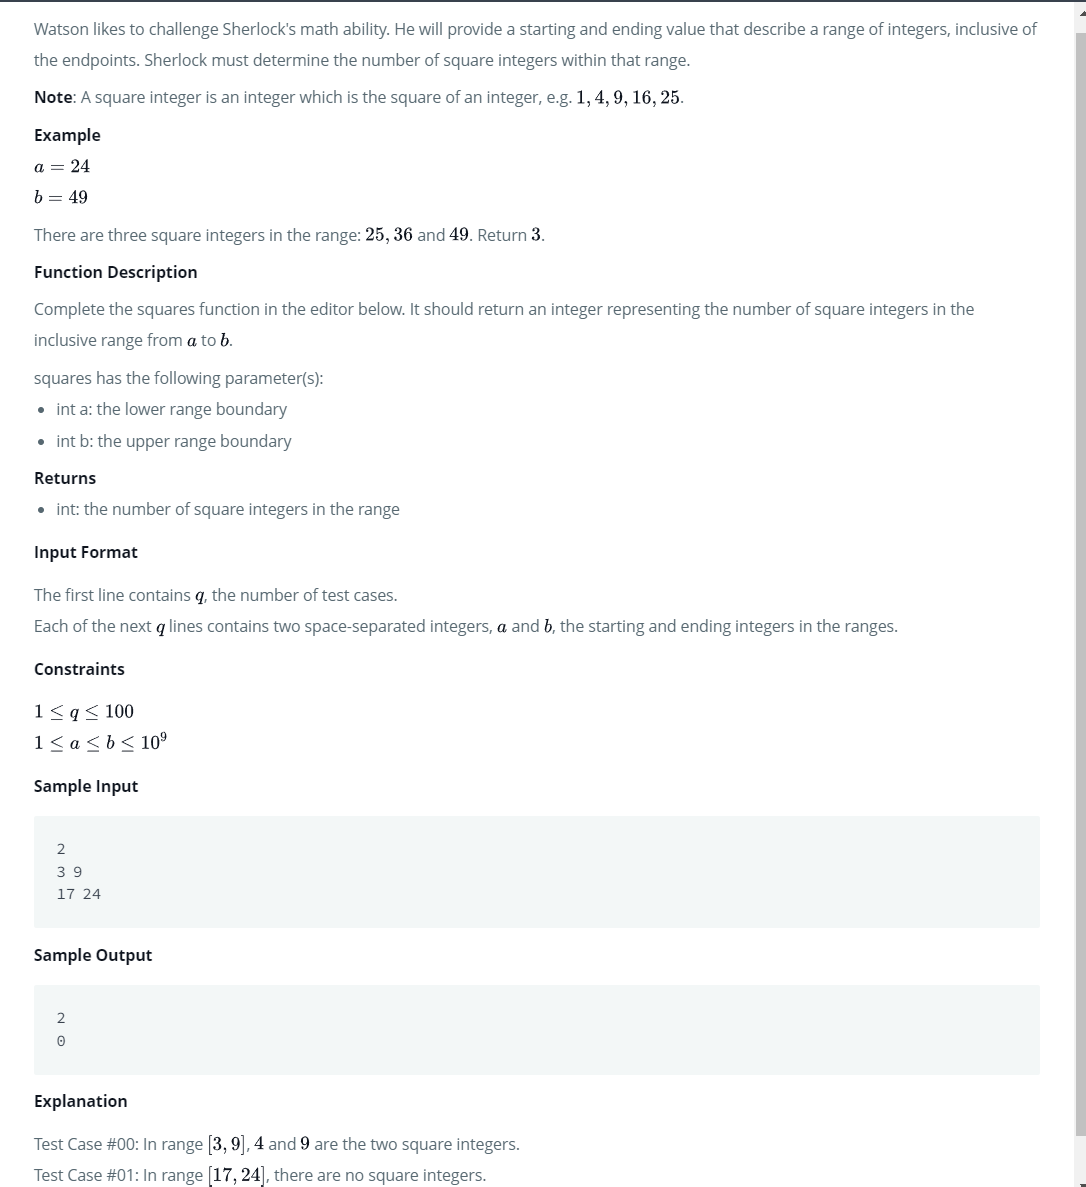 Watson likes to challenge Sherlock's math ability. He will provide a starting and ending value that describe a range of integers, inclusive of
the endpoints. Sherlock must determine the number of square integers within that range.
Note: A square integer is an integer which is the square of an integer, e.g. 1, 4, 9, 16, 25.
Example
a = 24
b = 49
There are three square integers in the range: 25, 36 and 49. Return 3.
Function Description
Complete the squares function in the editor below. It should return an integer representing the number of square integers in the
inclusive range from a to b.
squares has the following parameter(s):
• int a: the lower range boundary
• int b: the upper range boundary
Returns
• int: the number of square integers in the range
Input Format
The first line contains q, the number of test cases.
Each of the next q lines contains two space-separated integers, a and b, the starting and ending integers in the ranges.
Constraints
1 ≤ q ≤ 100
1 ≤ a ≤ b ≤ 10⁹
Sample Input
2
3 9
17 24
Sample Output
2
0
Explanation
Test Case #00: In range [3, 9], 4 and 9 are the two square integers.
Test Case #01: In range [17, 24], there are no square integers.